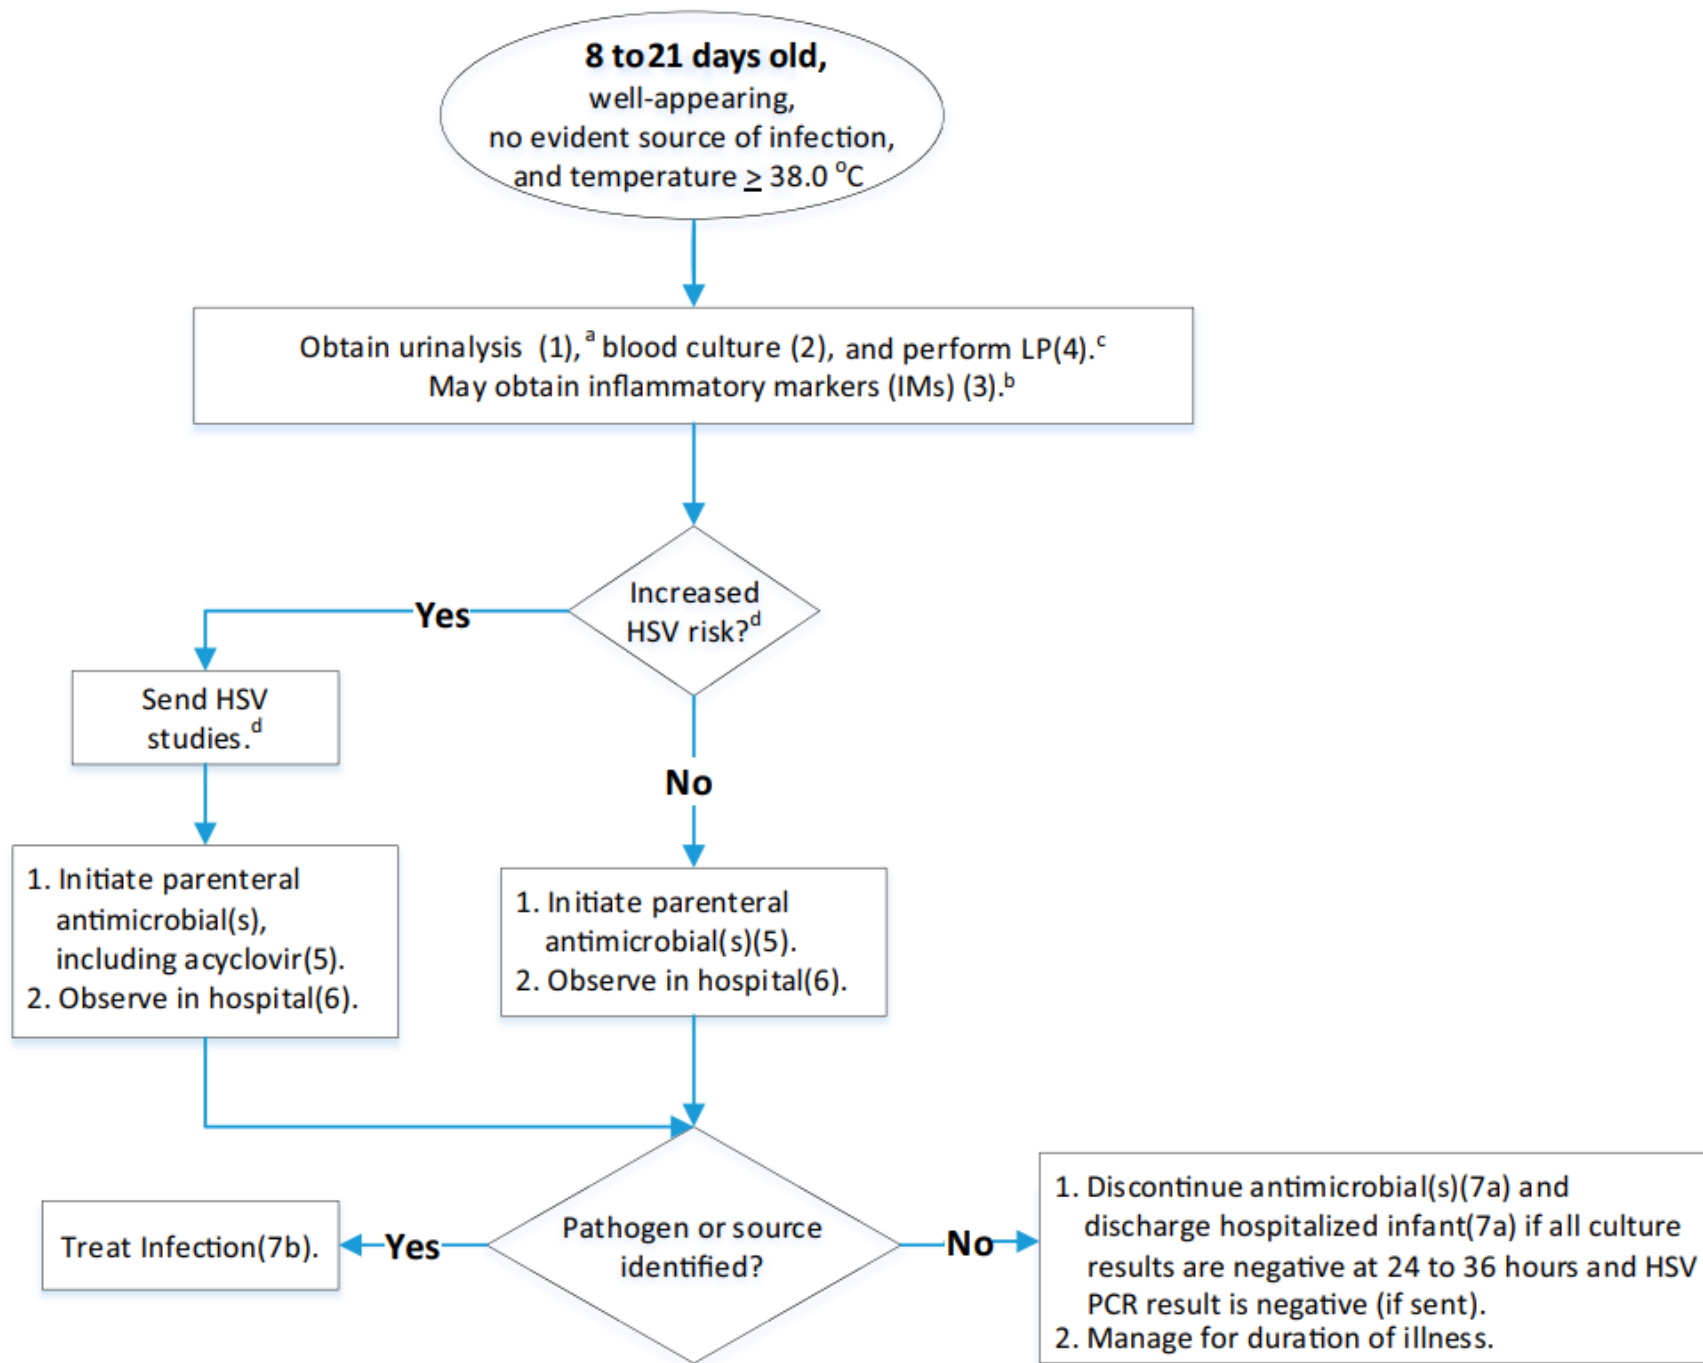 8 to 21 days old,
well-appearing,
no evident source of infection,
and temperature ≥ 38.0 °C
Obtain urinalysis (1),ᵃ blood culture (2), and perform LP(4).ᶜ
May obtain inflammatory markers (IMs) (3).ᵇ
Increased
HSV risk?ᵈ
Yes
Send HSV
studies.ᵈ
No
1. Initiate parenteral
antimicrobial(s),
including acyclovir(5).
2. Observe in hospital(6).
1. Initiate parenteral
antimicrobial(s)(5).
2. Observe in hospital(6).
Pathogen or source
identified?
Yes
Treat Infection(7b).
No
1. Discontinue antimicrobial(s)(7a) and
discharge hospitalized infant(7a) if all culture
results are negative at 24 to 36 hours and HSV
PCR result is negative (if sent).
2. Manage for duration of illness.